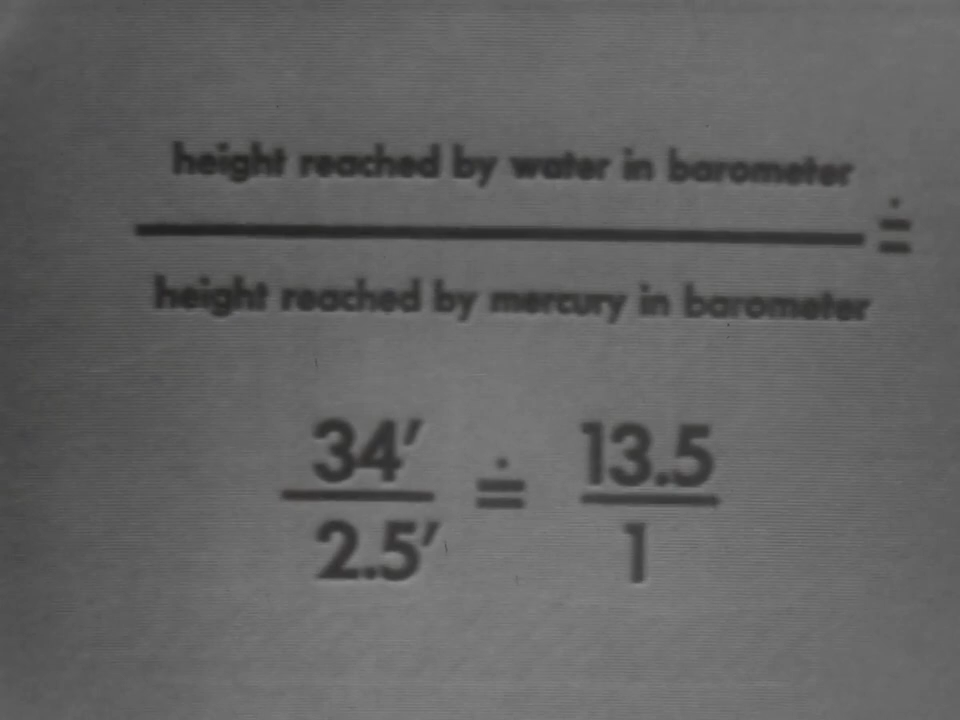 height reached by water in barometer
≐
height reached by mercury in barometer
34′ ≐ 13.5
2.5′ 1